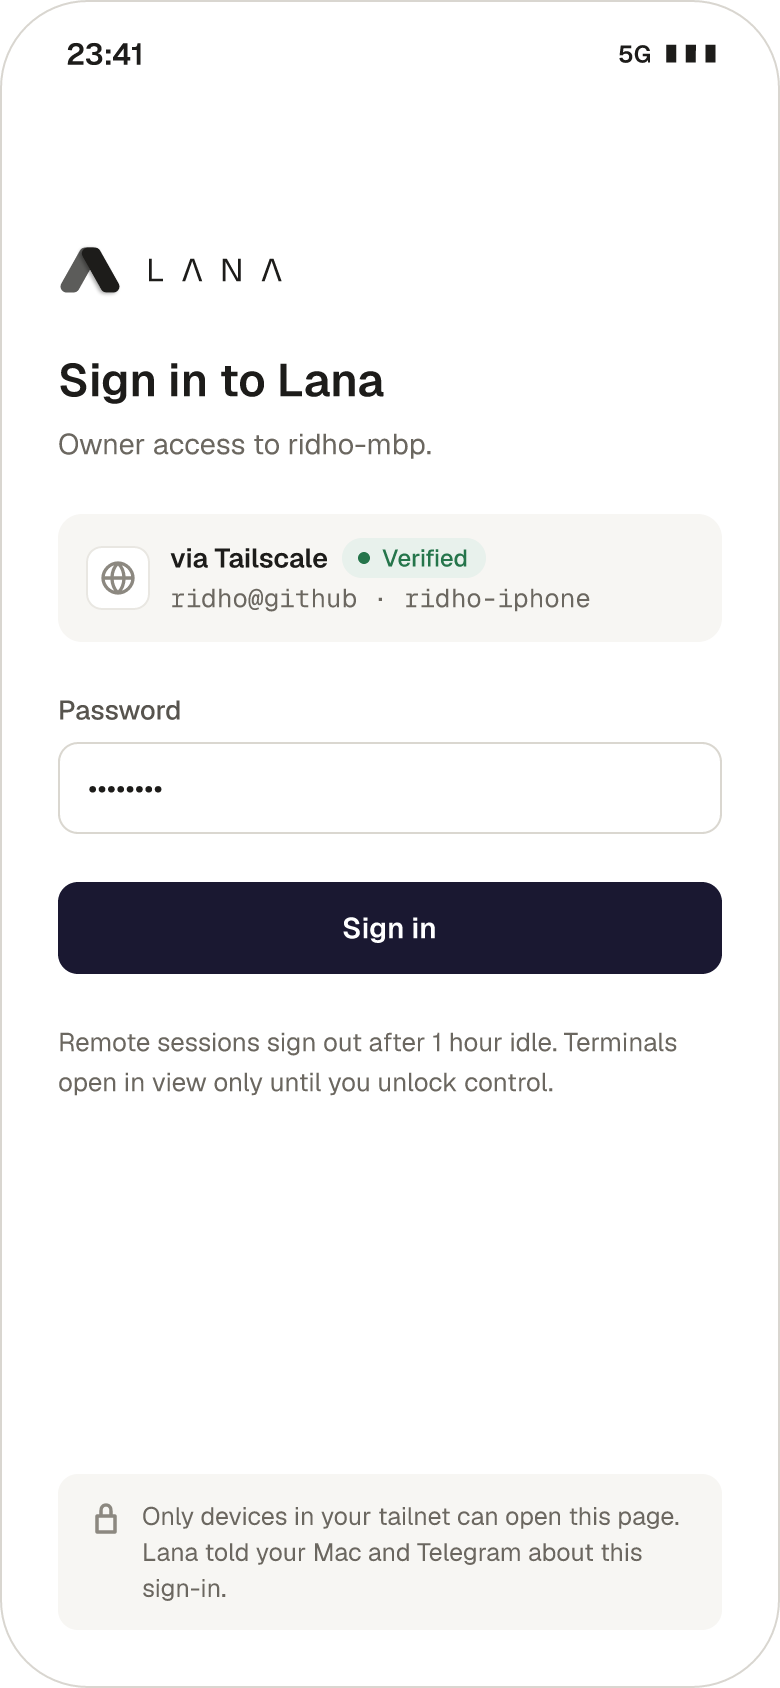 23:41
5G
LANA
Sign in to Lana
Owner access to ridho-mbp.
via Tailscale
Verified
ridho@github · ridho-iphone
Password
••••••••
Sign in
Remote sessions sign out after 1 hour idle. Terminals
open in view only until you unlock control.
Only devices in your tailnet can open this page.
Lana told your Mac and Telegram about this
sign-in.